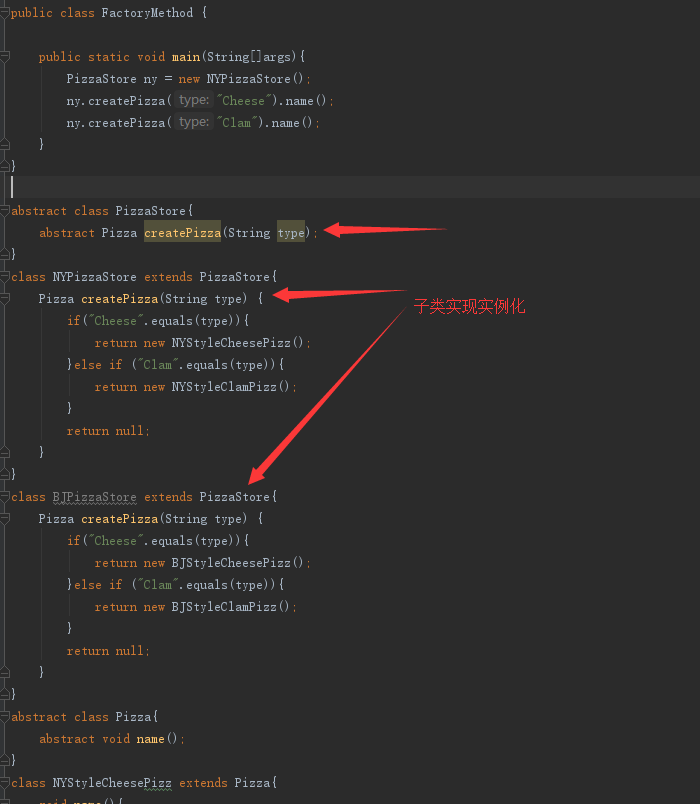 public class FactoryMethod {
public static void main(String[]args){
PizzaStore ny = new NYPizzaStore();
ny.createPizza( type: "Cheese").name();
ny.createPizza( type: "Clam").name();
}
}
abstract class PizzaStore{
abstract Pizza createPizza(String type);
}
class NYPizzaStore extends PizzaStore{
Pizza createPizza(String type) {
子类实现实例化
if("Cheese".equals(type)){
return new NYStyleCheesePizz();
}else if ("Clam".equals(type)){
return new NYStyleClamPizz();
}
return null;
}
}
class BJPizzaStore extends PizzaStore{
Pizza createPizza(String type) {
if("Cheese".equals(type)){
return new BJStyleCheesePizz();
}else if ("Clam".equals(type)){
return new BJStyleClamPizz();
}
return null;
}
}
abstract class Pizza{
abstract void name();
}
class NYStyleCheesePizz extends Pizza{
void name(){